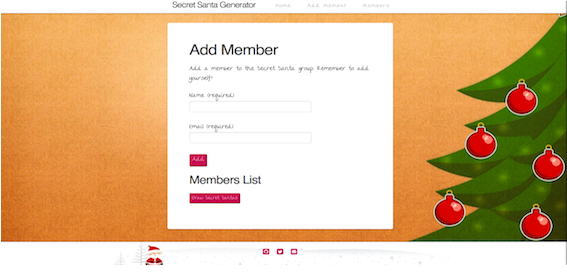 Secret Santa Generator Home Add Member Members
Add Member
Add a member to the Secret Santa group. Remember to add
yourself!
Name (required)
Email (required)
Add
Members List
Draw Secret Santas